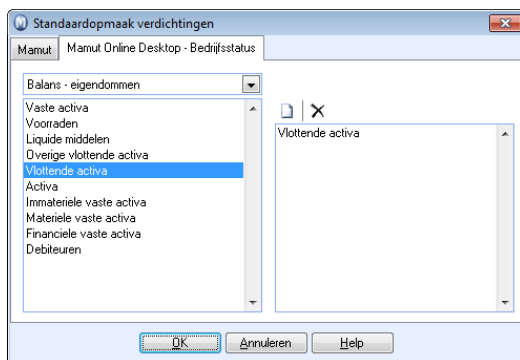 Standaardopmaak verdichtingen
Mamut
Mamut Online Desktop - Bedrijfsstatus
Balans - eigendommen
Vaste activa
Voorraden
Liquide middelen
Overige vlottende activa
Vlottende activa
Activa
Immateriele vaste activa
Materiele vaste activa
Financiele vaste activa
Debiteuren
Vlottende activa
OK
Annuleren
Help